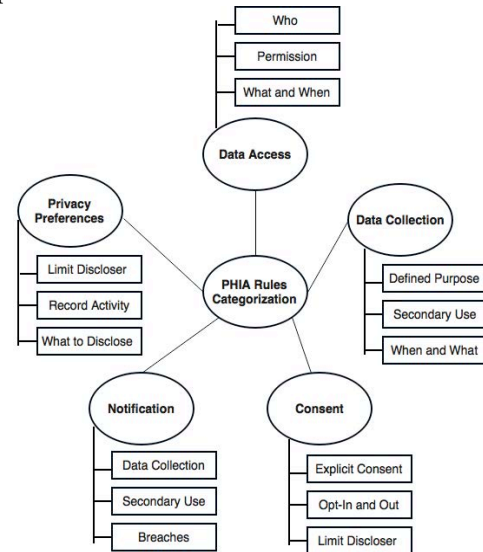 Who
Permission
What and When
Data Access
Privacy
Preferences
Limit Discloser
Record Activity
What to Disclose
Data Collection
Defined Purpose
Secondary Use
When and What
PHIA Rules
Categorization
Notification
Data Collection
Secondary Use
Breaches
Consent
Explicit Consent
Opt-In and Out
Limit Discloser